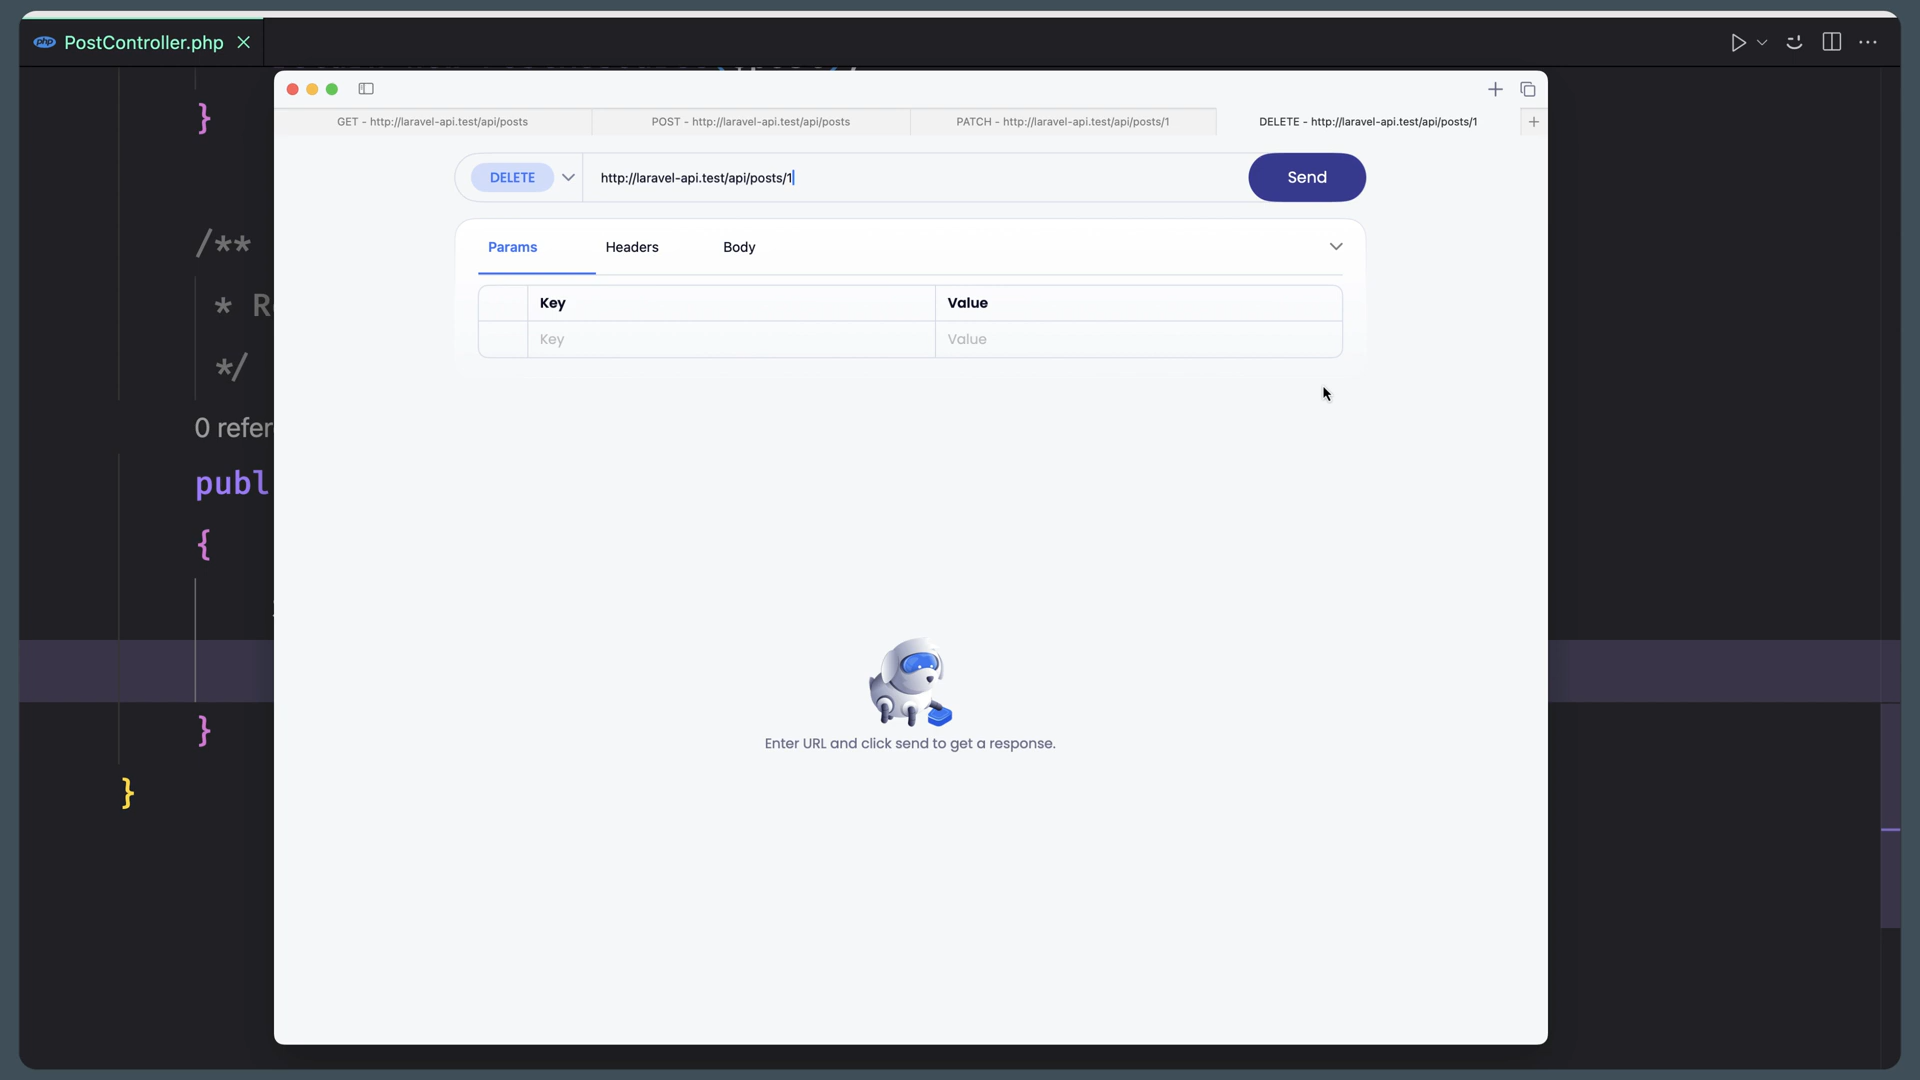 php PostController.php
}
/**
* R
*/
0 refer
publ
{
}
}
GET - http://laravel-api.test/api/posts
POST - http://laravel-api.test/api/posts
PATCH - http://laravel-api.test/api/posts/1
DELETE - http://laravel-api.test/api/posts/1
DELETE
http://laravel-api.test/api/posts/1
Send
Params
Headers
Body
Key
Value
Key
Value
Enter URL and click send to get a response.